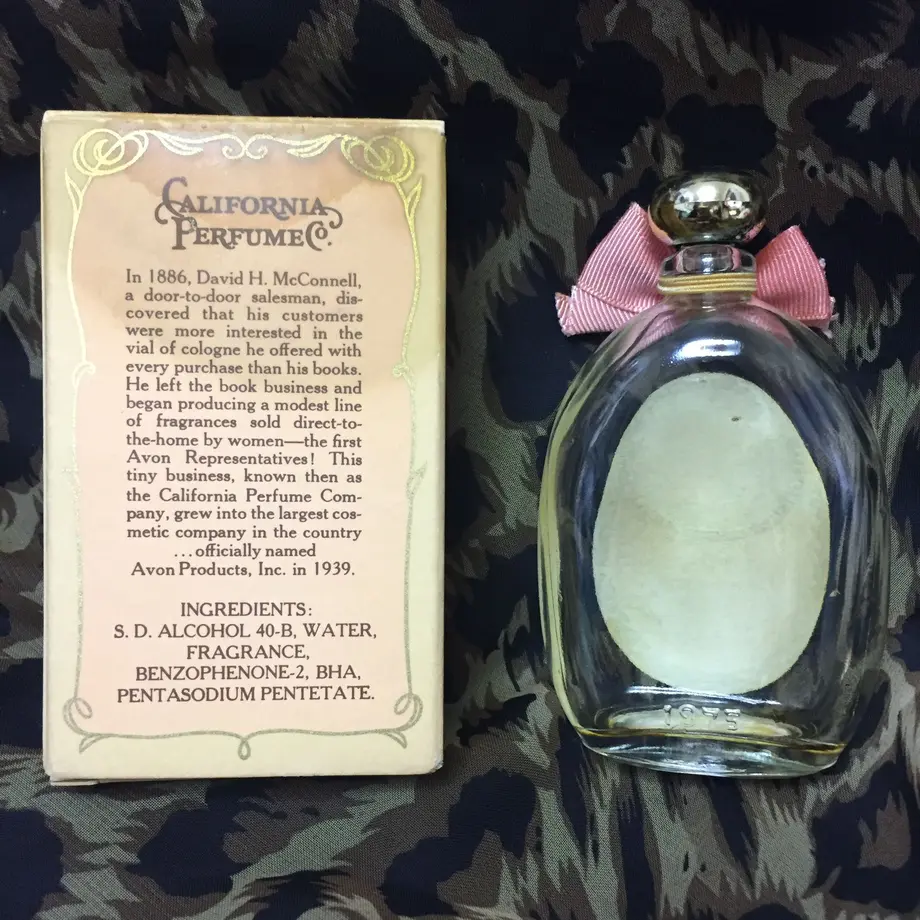 CALIFORNIA
PERFUME CO.
In 1886, David H. McConnell,
a door-to-door salesman, dis-
covered that his customers
were more interested in the
vial of cologne he offered with
every purchase than his books.
He left the book business and
began producing a modest line
of fragrances sold direct-to-
the-home by women—the first
Avon Representatives! This
tiny business, known then as
the California Perfume Com-
pany, grew into the largest cos-
metic company in the country
...officially named
Avon Products, Inc. in 1939.
INGREDIENTS:
S. D. ALCOHOL 40-B, WATER,
FRAGRANCE,
BENZOPHENONE-2, BHA,
PENTASODIUM PENTETATE.
1975